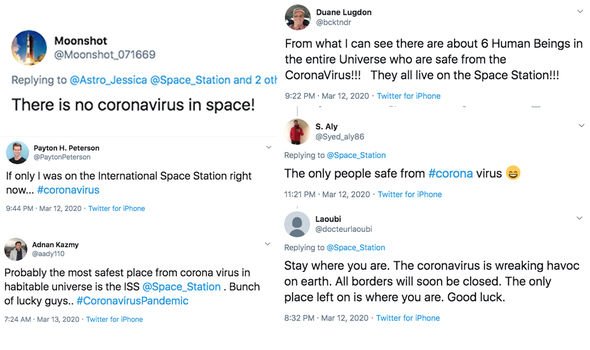 Moonshot
@Moonshot_071669
Replying to @Astro_Jessica @Space_Station and 2 oth
There is no coronavirus in space!
Payton H. Peterson
@PaytonPeterson
If only I was on the International Space Station right
now... #coronavirus
9:44 PM · Mar 12, 2020 · Twitter for iPhone
Adnan Kazmy
@aady110
Probably the most safest place from corona virus in
habitable universe is the ISS @Space_Station . Bunch
of lucky guys.. #CoronavirusPandemic
7:24 AM · Mar 13, 2020 · Twitter for iPhone
Duane Lugdon
@bcktndr
From what I can see there are about 6 Human Beings in
the entire Universe who are safe from the
CoronaVirus!!! They all live on the Space Station!!!
9:22 PM · Mar 12, 2020 · Twitter for iPhone
S. Aly
@Syed_aly86
Replying to @Space_Station
The only people safe from #corona virus 😄
11:21 PM · Mar 12, 2020 · Twitter for iPhone
Laoubi
@docteurlaoubi
Replying to @Space_Station
Stay where you are. The coronavirus is wreaking havoc
on earth. All borders will soon be closed. The only
place left on is where you are. Good luck.
8:32 PM · Mar 12, 2020 · Twitter for iPhone